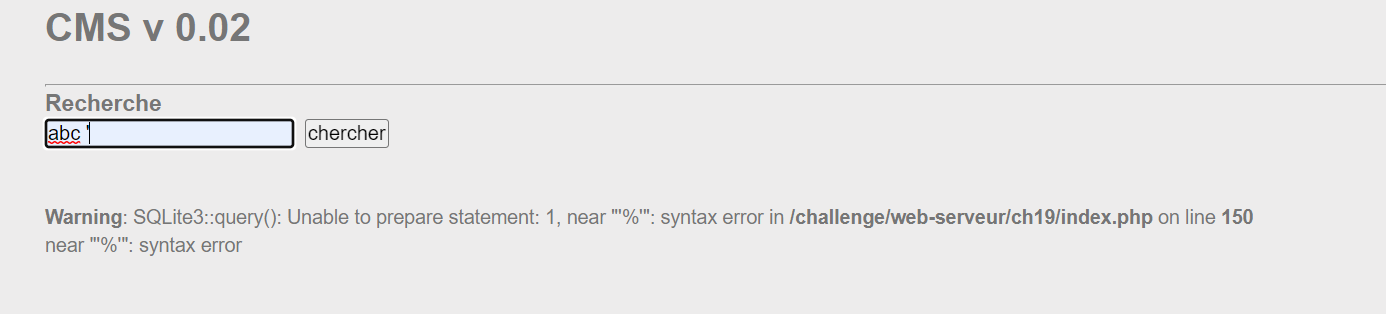 CMS v 0.02
Recherche
abc '
chercher
Warning: SQLite3::query(): Unable to prepare statement: 1, near "'%'": syntax error in /challenge/web-serveur/ch19/index.php on line 150
near "'%'": syntax error